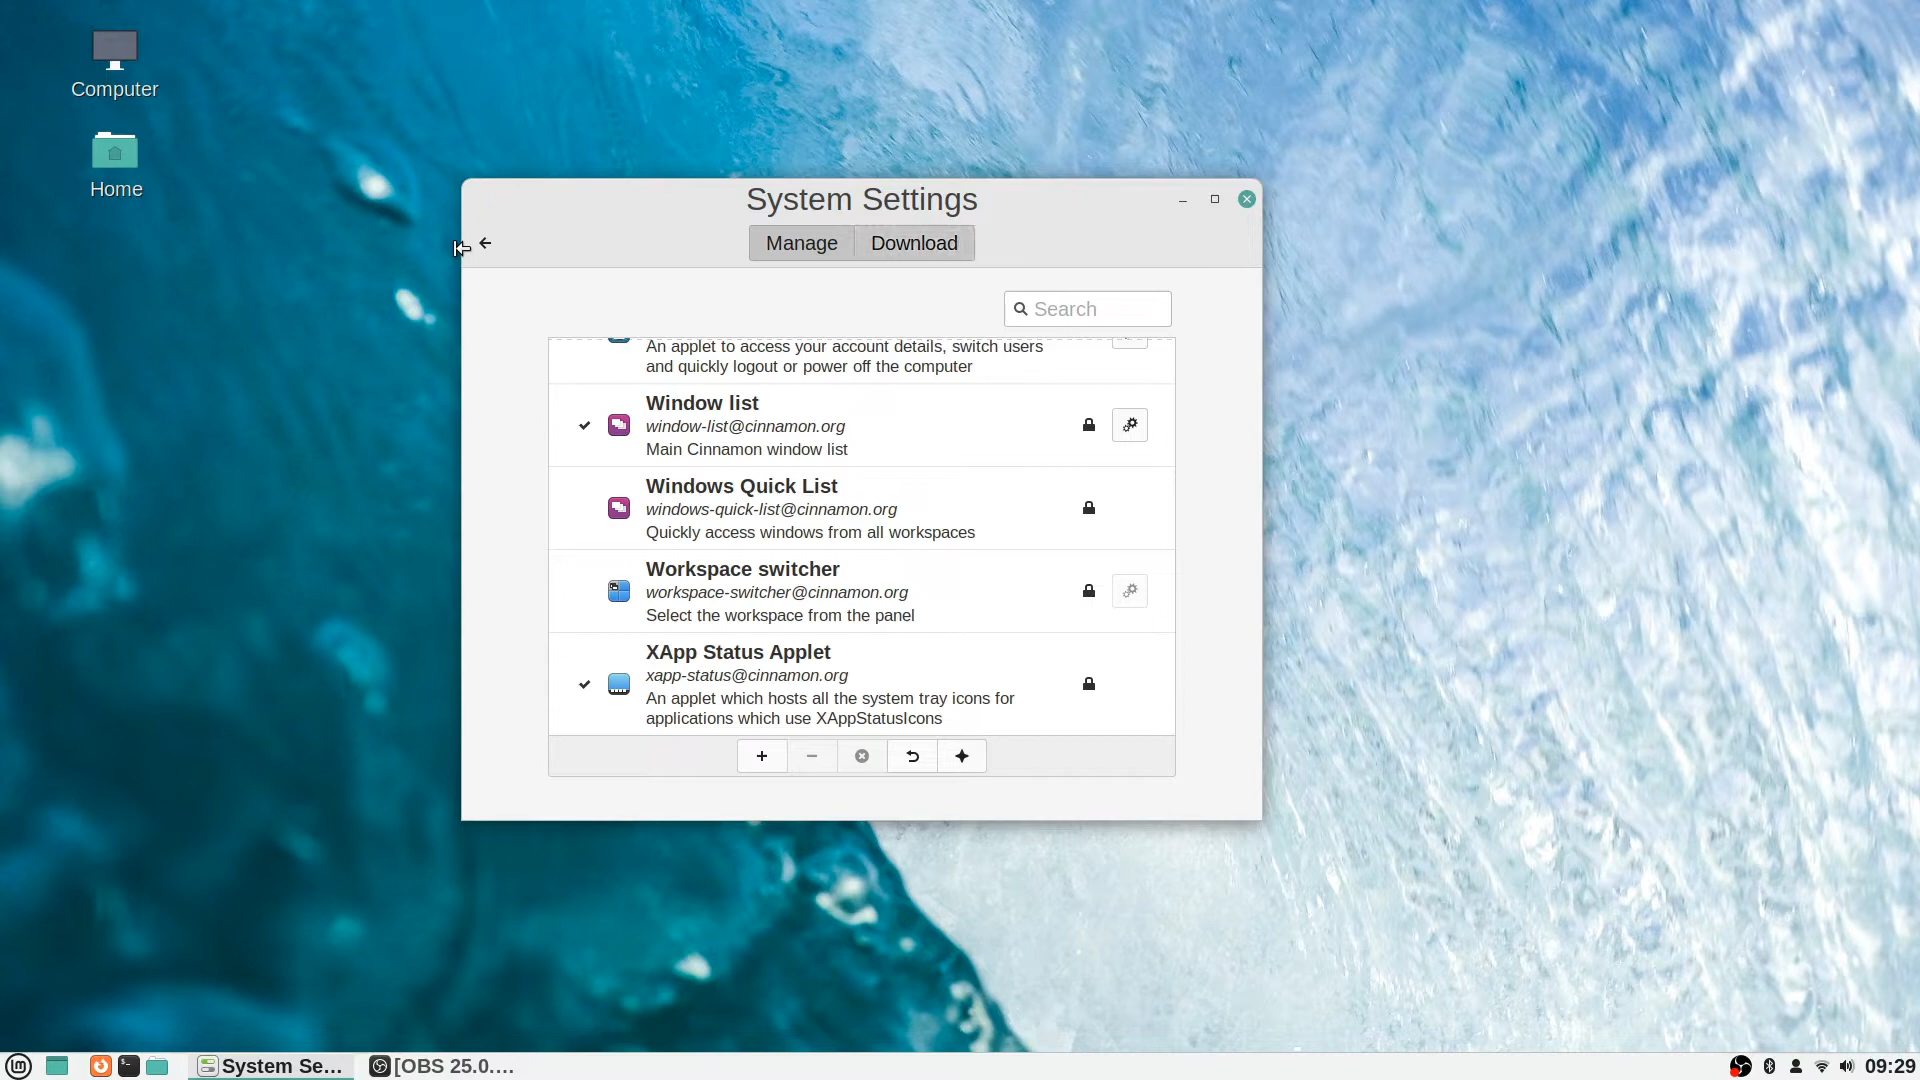 Computer
Home
System Settings
Manage
Download
Search
An applet to access your account details, switch users
and quickly logout or power off the computer
Window list
window-list@cinnamon.org
Main Cinnamon window list
Windows Quick List
windows-quick-list@cinnamon.org
Quickly access windows from all workspaces
Workspace switcher
workspace-switcher@cinnamon.org
Select the workspace from the panel
XApp Status Applet
xapp-status@cinnamon.org
An applet which hosts all the system tray icons for
applications which use XAppStatusIcons
System Se...
[OBS 25.0....
09:29